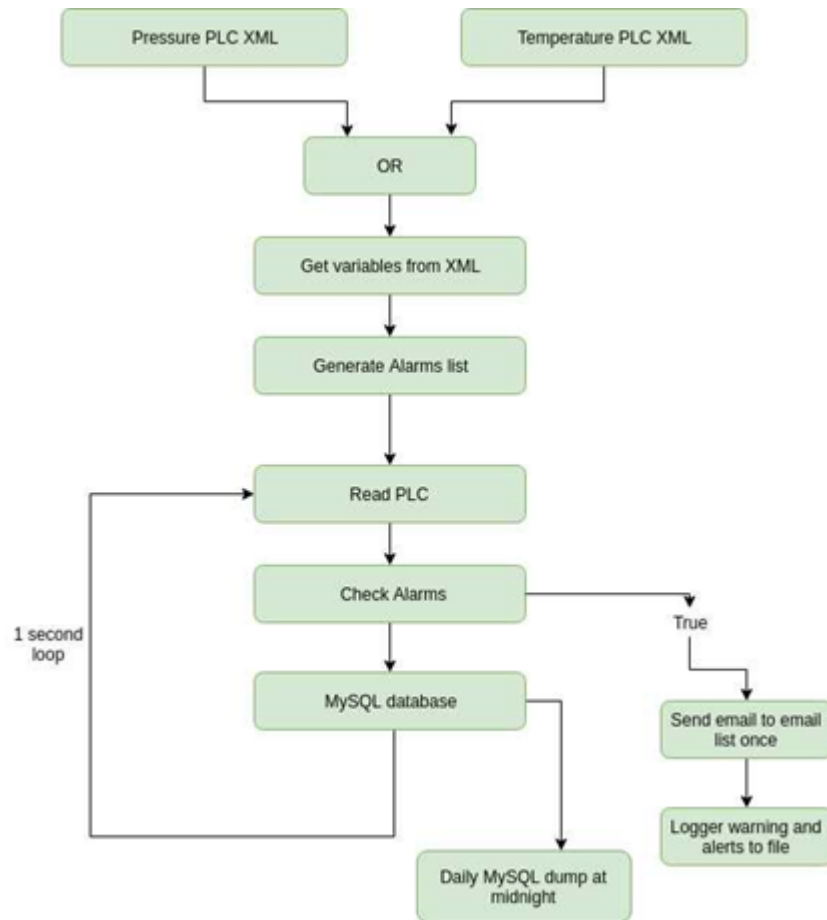 Pressure PLC XML
Temperature PLC XML
OR
Get variables from XML
Generate Alarms list
Read PLC
Check Alarms
1 second
loop
True
MySQL database
Send email to email
list once
Logger warning and
alerts to file
Daily MySQL dump at
midnight